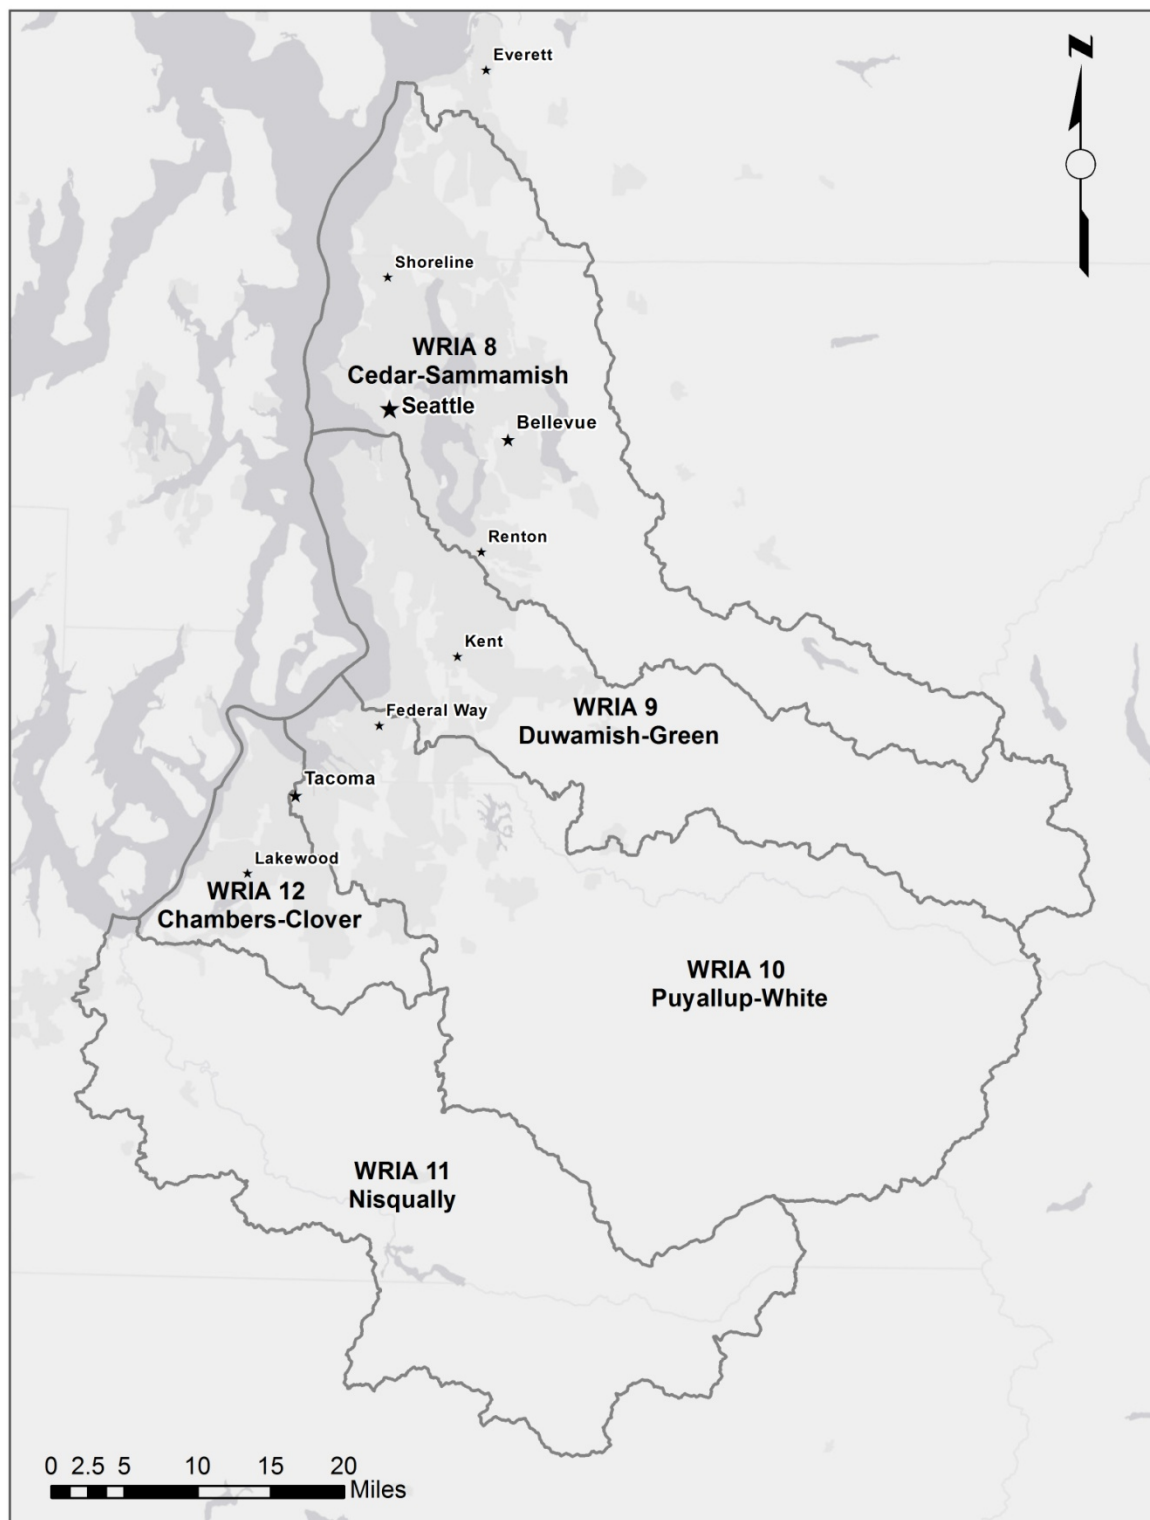 Everett
N
Shoreline
WRIA 8
Cedar-Sammamish
Seattle
Bellevue
Renton
Kent
WRIA 9
Duwamish-Green
Federal Way
Tacoma
Lakewood
WRIA 12
Chambers-Clover
WRIA 10
Puyallup-White
WRIA 11
Nisqually
0 2.5 5 10 15 20
Miles